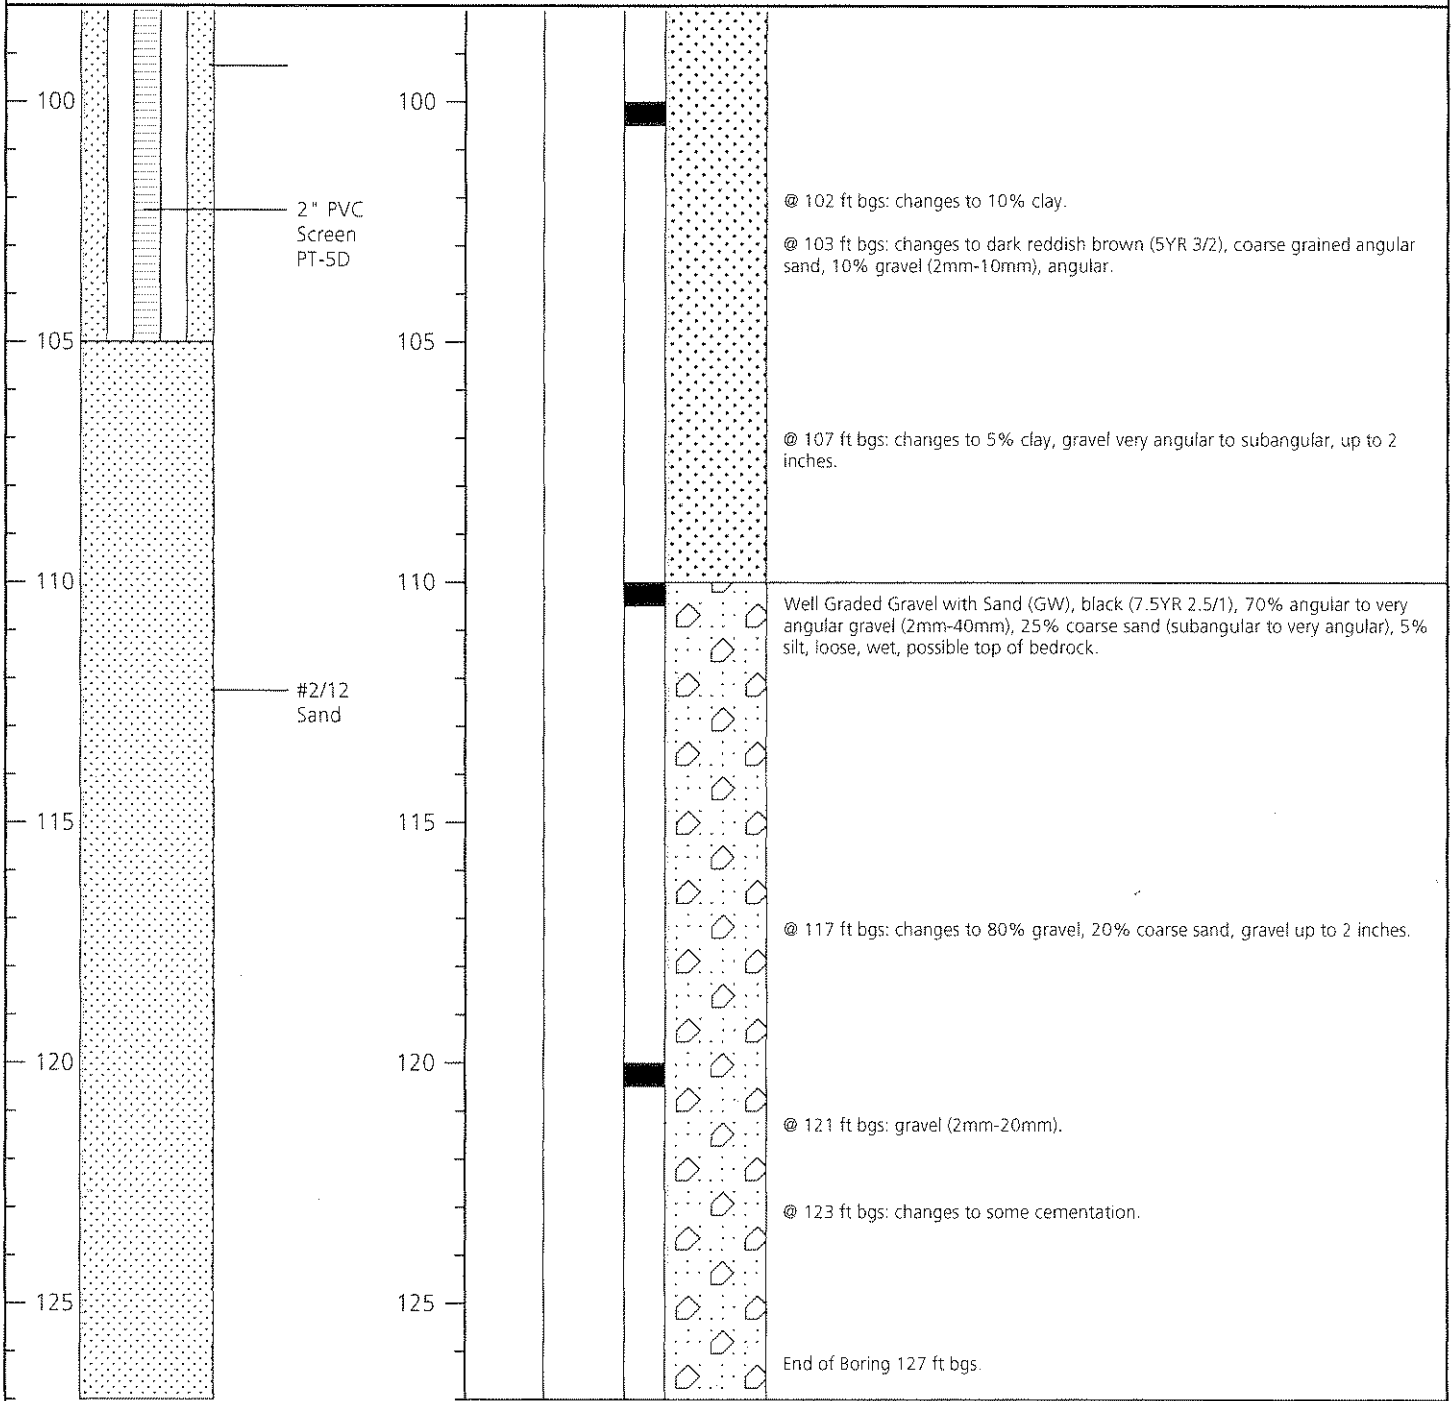 100
100
2" PVC
Screen
PT-5D
@ 102 ft bgs: changes to 10% clay.
@ 103 ft bgs: changes to dark reddish brown (5YR 3/2), coarse grained angular
sand, 10% gravel (2mm-10mm), angular.
105
105
@ 107 ft bgs: changes to 5% clay, gravel very angular to subangular, up to 2
inches.
110
110
Well Graded Gravel with Sand (GW), black (7.5YR 2.5/1), 70% angular to very
angular gravel (2mm-40mm), 25% coarse sand (subangular to very angular), 5%
silt, loose, wet, possible top of bedrock.
#2/12
Sand
115
115
@ 117 ft bgs: changes to 80% gravel, 20% coarse sand, gravel up to 2 inches.
120
120
@ 121 ft bgs: gravel (2mm-20mm).
@ 123 ft bgs: changes to some cementation.
125
125
End of Boring 127 ft bgs.